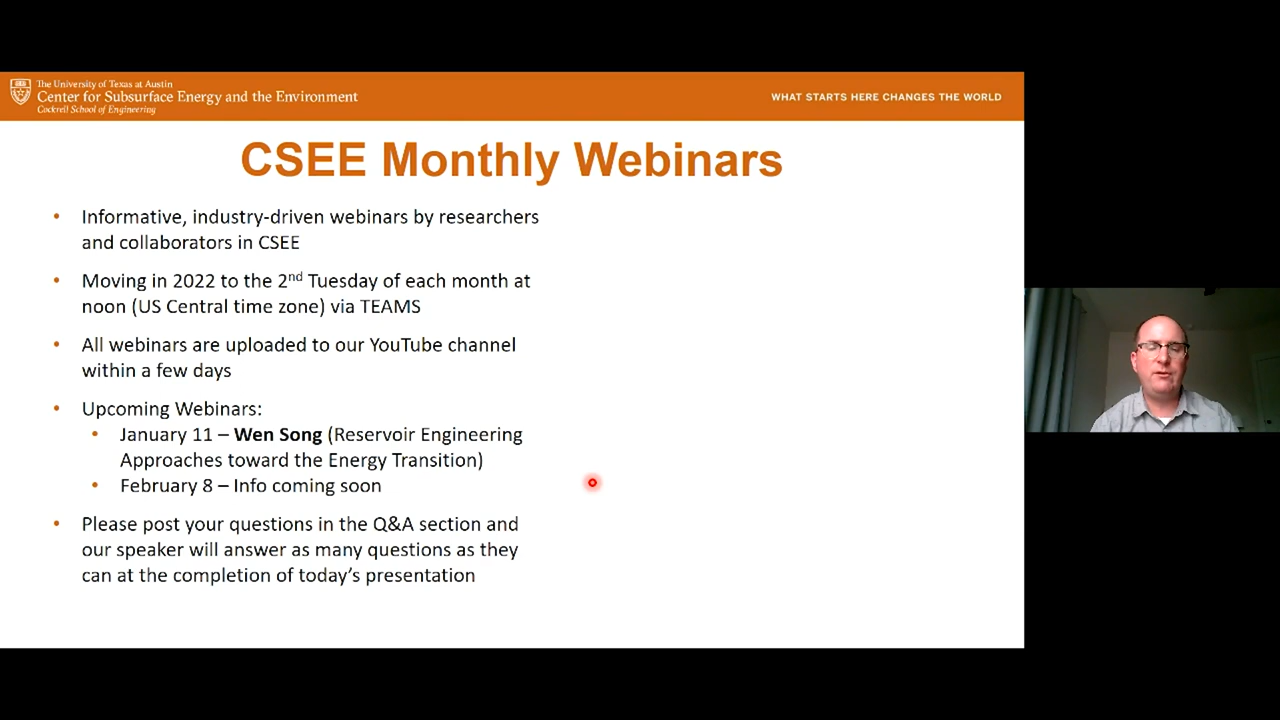 The University of Texas at Austin
Center for Subsurface Energy and the Environment
Cockrell School of Engineering
WHAT STARTS HERE CHANGES THE WORLD
CSEE Monthly Webinars
• Informative, industry-driven webinars by researchers
and collaborators in CSEE
• Moving in 2022 to the 2nd Tuesday of each month at
noon (US Central time zone) via TEAMS
• All webinars are uploaded to our YouTube channel
within a few days
• Upcoming Webinars:
• January 11 – Wen Song (Reservoir Engineering
Approaches toward the Energy Transition)
• February 8 – Info coming soon
• Please post your questions in the Q&A section and
our speaker will answer as many questions as they
can at the completion of today’s presentation